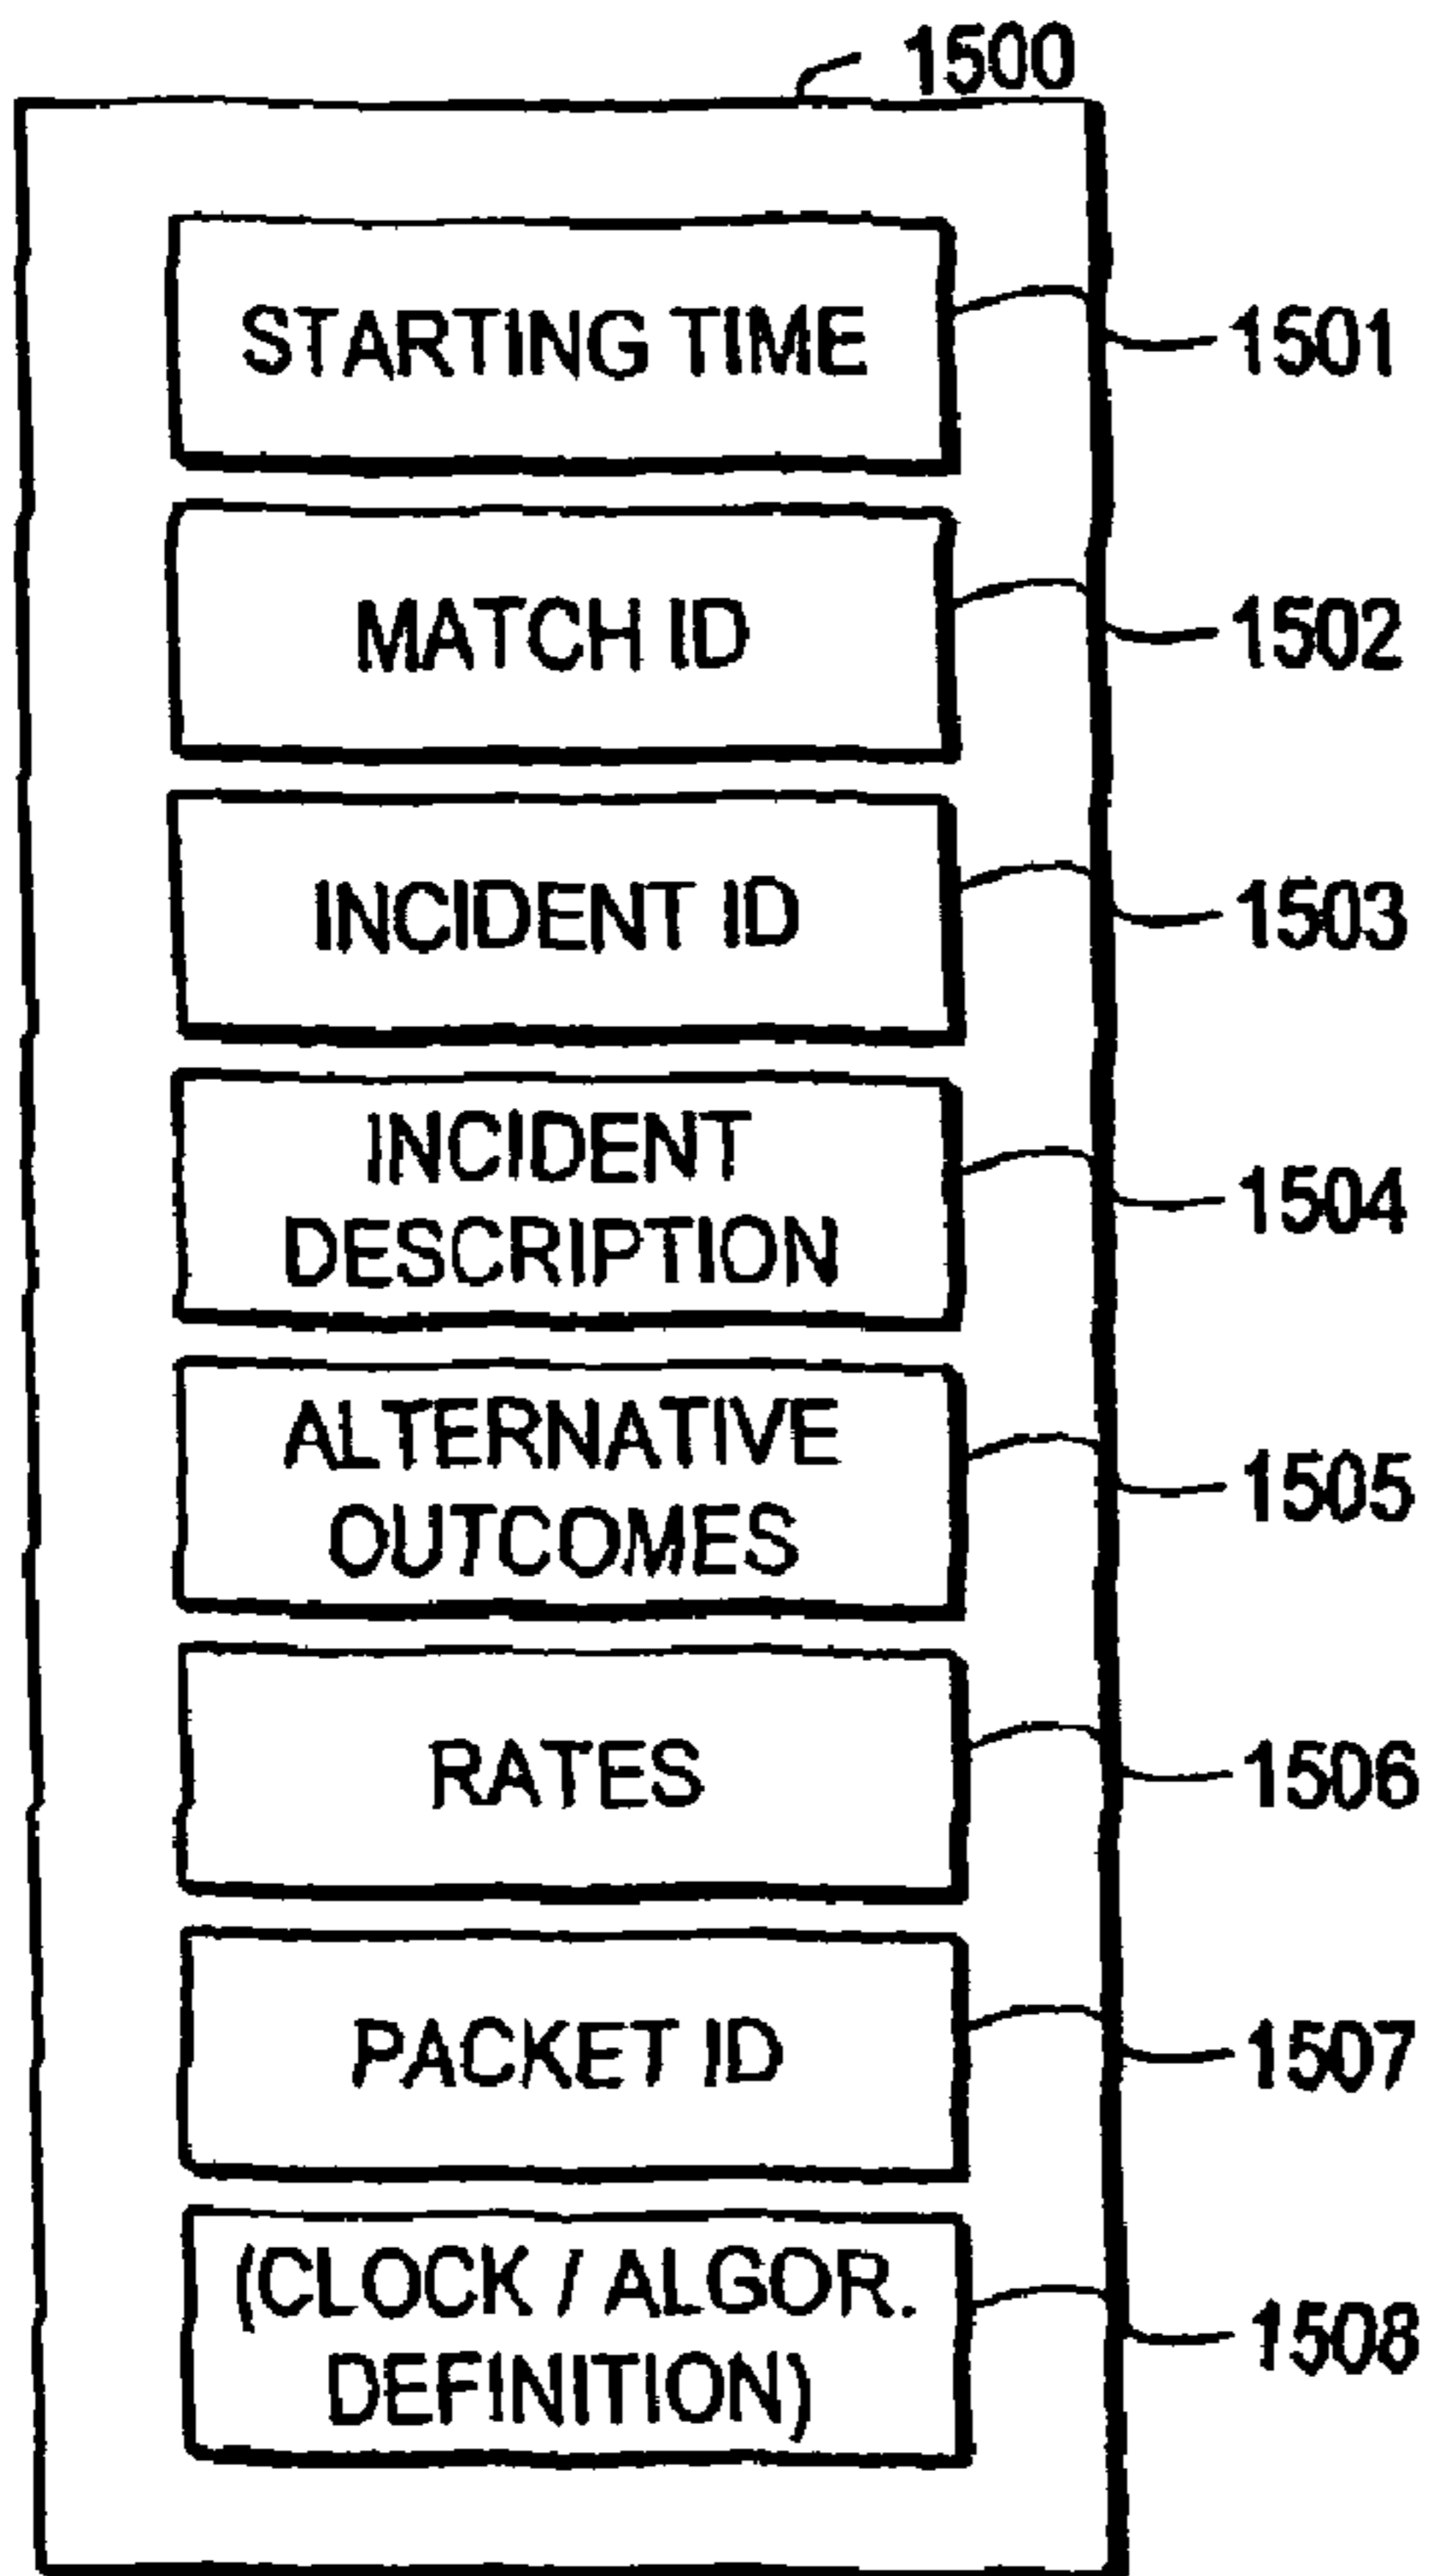 1500
STARTING TIME
1501
MATCH ID
1502
INCIDENT ID
1503
INCIDENT
DESCRIPTION
1504
ALTERNATIVE
OUTCOMES
1505
RATES
1506
PACKET ID
1507
(CLOCK / ALGOR.
DEFINITION)
1508